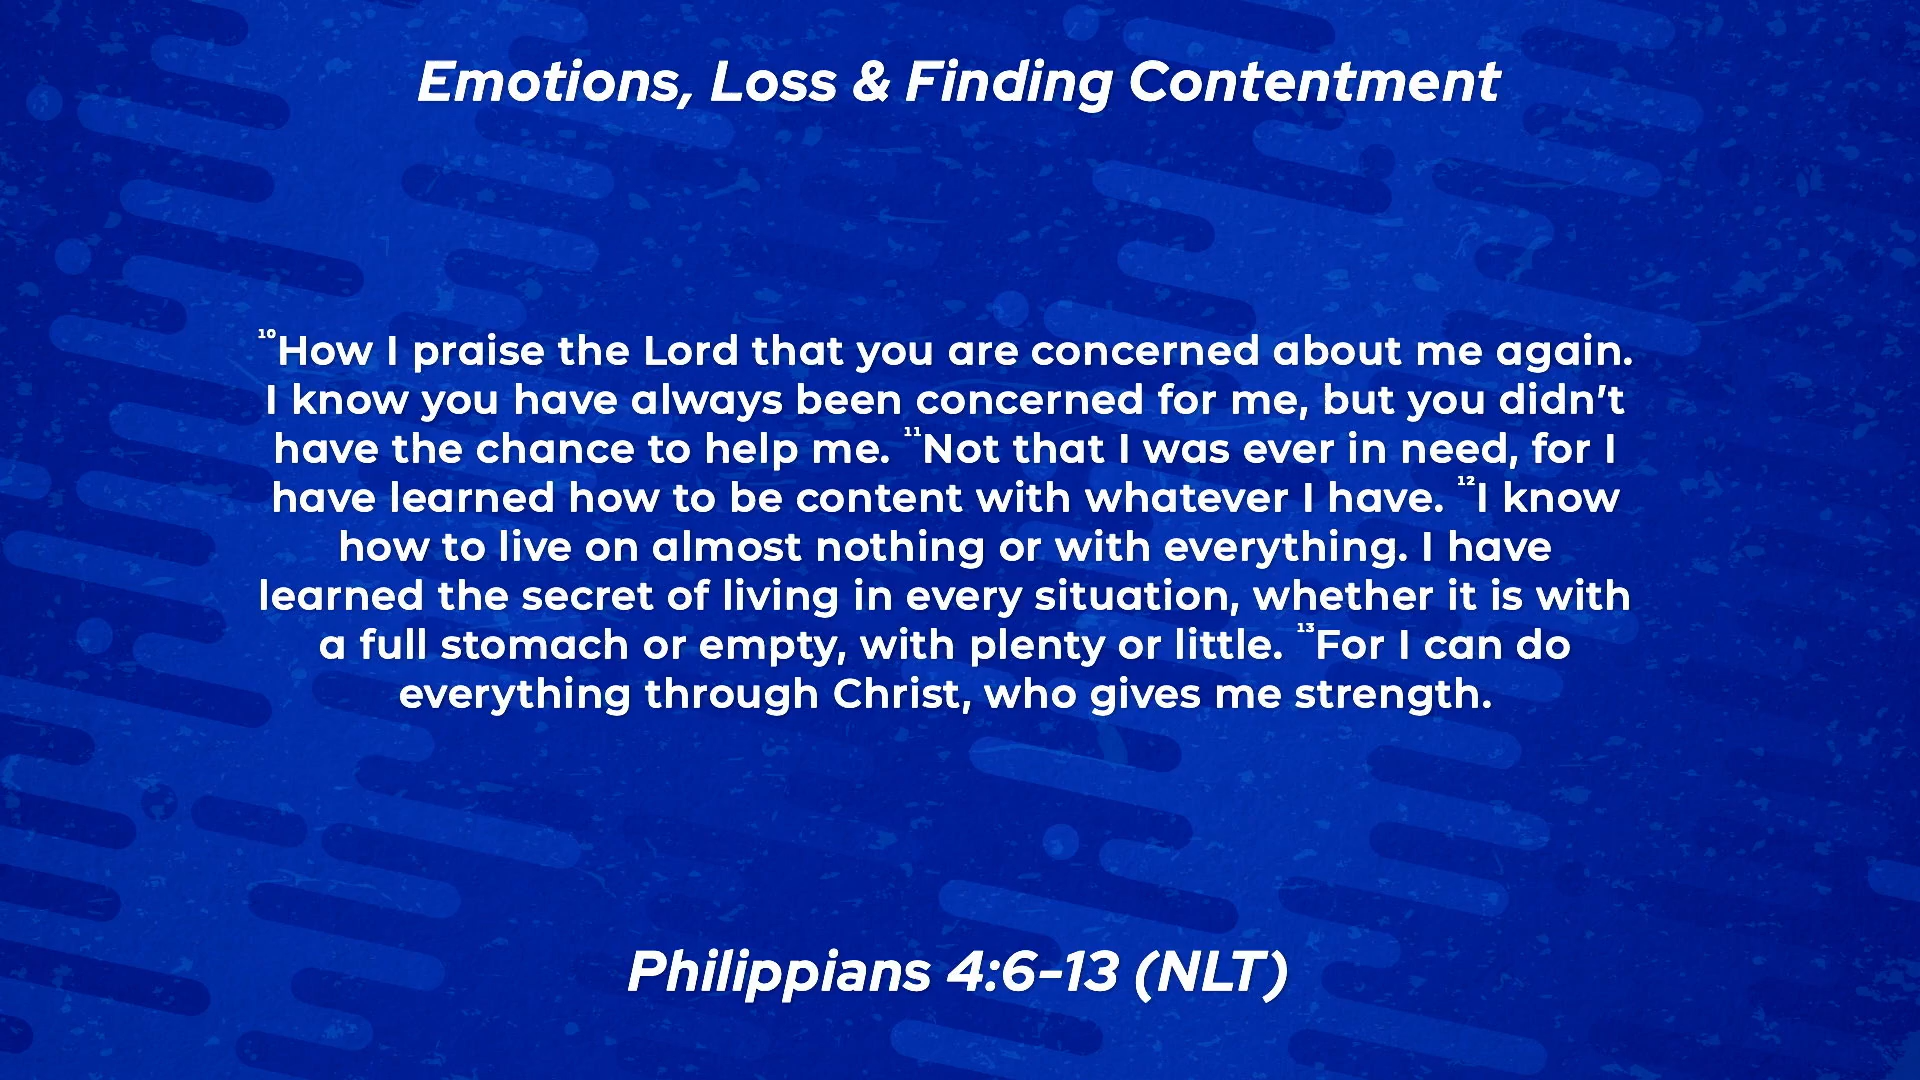 Emotions, Loss & Finding Contentment
¹⁰How I praise the Lord that you are concerned about me again.
I know you have always been concerned for me, but you didn’t
have the chance to help me. ¹¹Not that I was ever in need, for I
have learned how to be content with whatever I have. ¹²I know
how to live on almost nothing or with everything. I have
learned the secret of living in every situation, whether it is with
a full stomach or empty, with plenty or little. ¹³For I can do
everything through Christ, who gives me strength.
Philippians 4:6-13 (NLT)